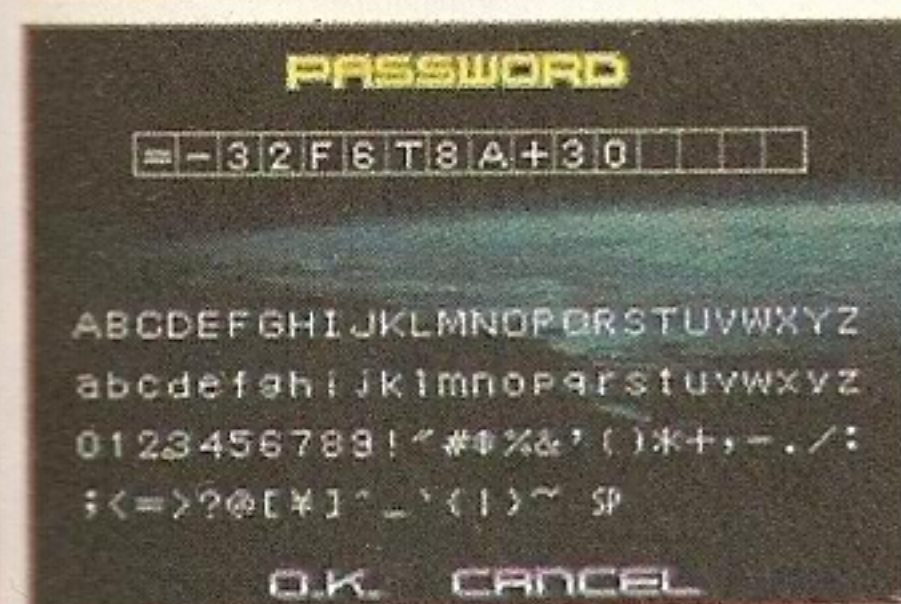 PASSWORD
=-32F6T8A+30
ABCDEFGHIJKLMNOPQRSTUVWXYZ
abcdefghijklmnopqrstuvwxyz
0123456789!"#$%&'()*+,-./:
;<=>?@[¥]^_`{|}~ SP
O.K. CANCEL